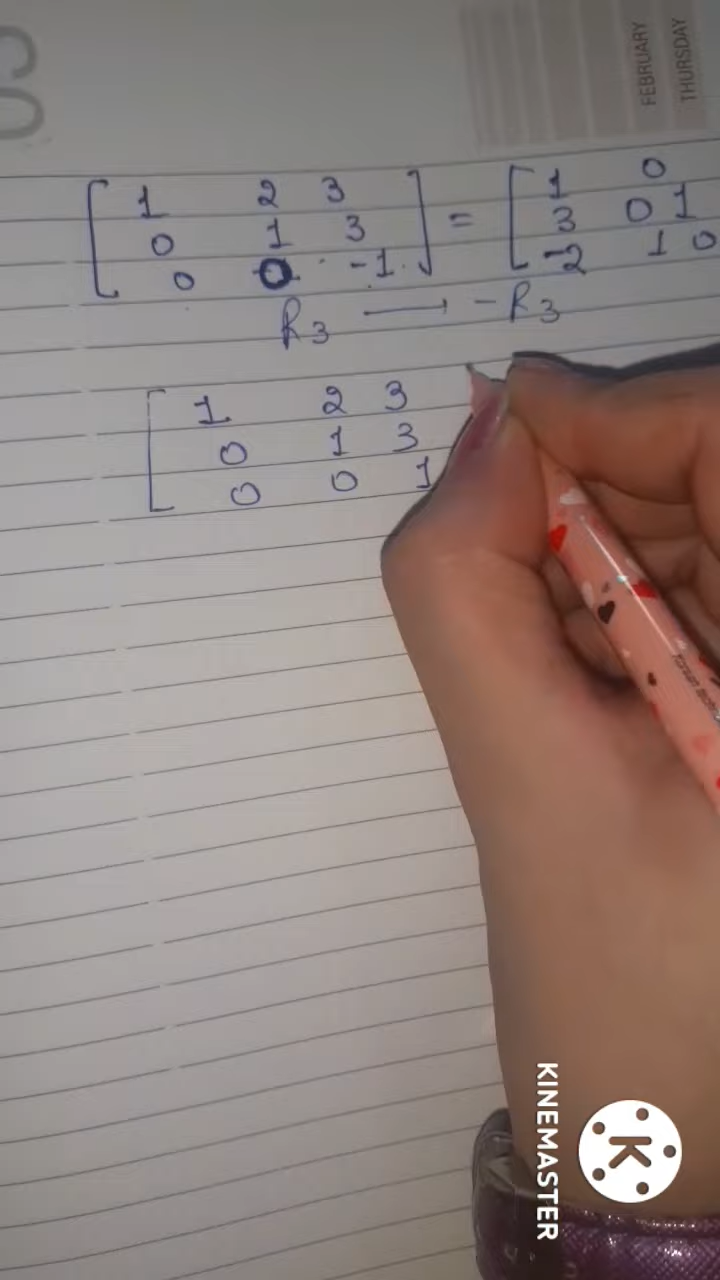 FEBRUARY
THURSDAY
1 2 3 = 1 0
0 1 3 3 0 1
0 0 -1 2 1 0
R3 — -R3
1 2 3
0 1 3
0 0 1
KINEMASTER